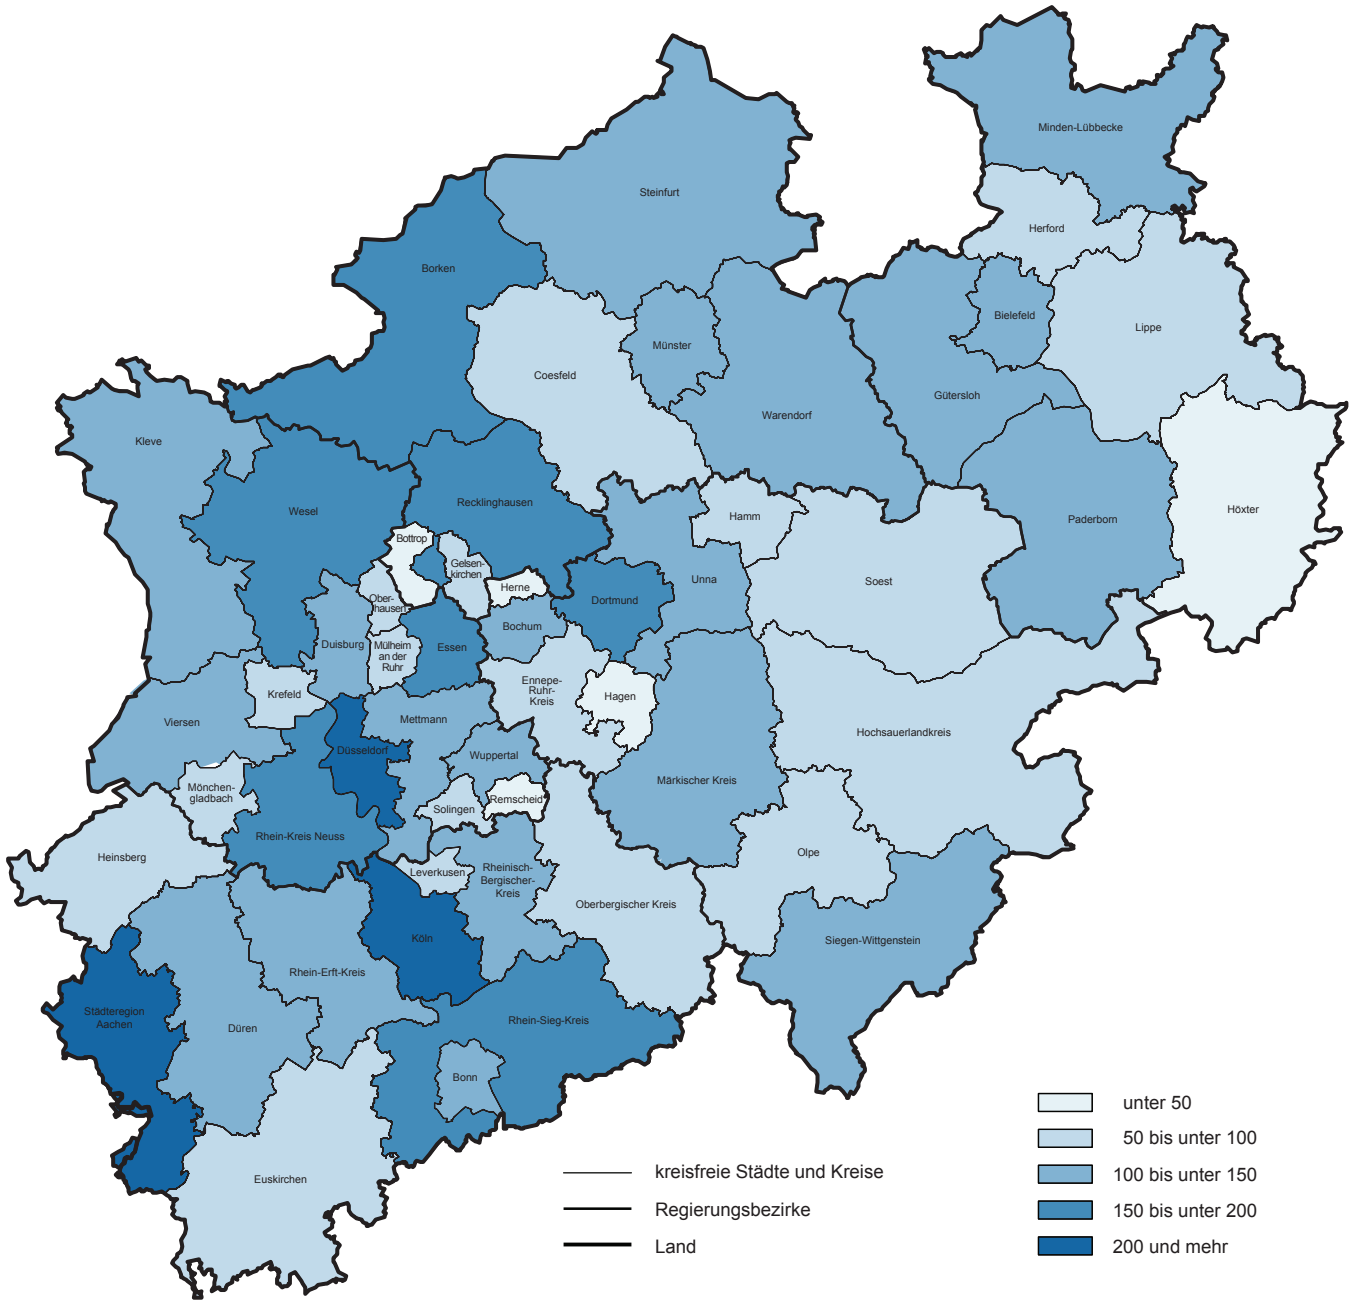 Minden-Lübbecke
Steinfurt
Herford
Borken
Bielefeld
Lippe
Münster
Coesfeld
Gütersloh
Warendorf
Kleve
Recklinghausen
Wesel
Höxter
Hamm
Paderborn
Bottrop
Gelsen-
kirchen
Unna
Soest
Herne
Ober-
hausen
Dortmund
Bochum
Duisburg
Mülheim
an der
Ruhr
Essen
Ennepe-
Ruhr-
Kreis
Krefeld
Hagen
Viersen
Mettmann
Hochsauerlandkreis
Düsseldorf
Wuppertal
Märkischer Kreis
Mönchen-
gladbach
Solingen
Remscheid
Rhein-Kreis Neuss
Heinsberg
Olpe
Leverkusen
Rheinisch-
Bergischer-
Kreis
Oberbergischer Kreis
Köln
Siegen-Wittgenstein
Rhein-Erft-Kreis
Städteregion
Aachen
Düren
Rhein-Sieg-Kreis
Bonn
Euskirchen
kreisfreie Städte und Kreise
Regierungsbezirke
Land
unter 50
50 bis unter 100
100 bis unter 150
150 bis unter 200
200 und mehr